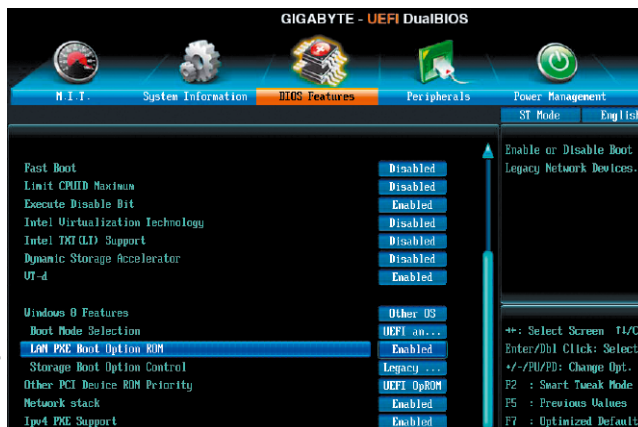 GIGABYTE - UEFI DualBIOS
M.I.T. System Information BIOS Features Peripherals Power Management
ST Mode English
Enable or Disable Boot
Legacy Network Devices.
Fast Boot Disabled
Limit CPUID Maximum Disabled
Execute Disable Bit Enabled
Intel Virtualization Technology Disabled
Intel TXT(LT) Support Disabled
Dynamic Storage Accelerator Disabled
VT-d Enabled
Windows 8 Features Other OS
Boot Mode Selection UEFI an...
LAN PXE Boot Option ROM Enabled
Storage Boot Option Control Legacy ...
Other PCI Device ROM Priority UEFI OpROM
Network stack Enabled
Ipv4 PXE Support Enabled
→←: Select Screen ↑↓/C
Enter/Dbl Click: Select
+/-/PU/PD: Change Opt.
F2 : Smart Tweak Mode
F5 : Previous Values
F7 : Optimized Default